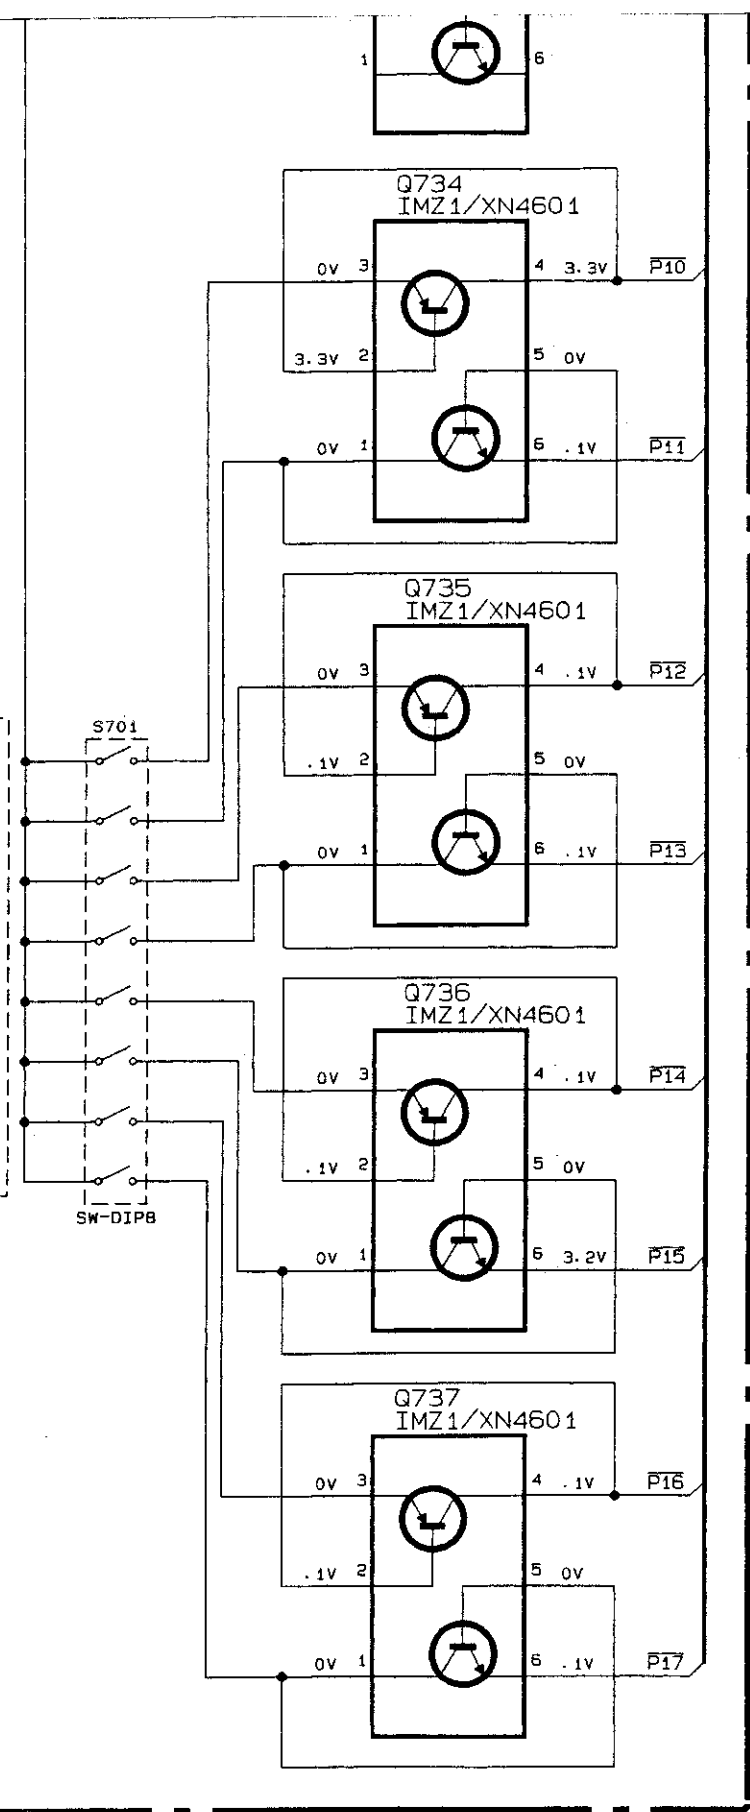 1 6
Q734
IMZ1/XN4601
0V 3 4 3.3V P10
3.3V 2 5 0V
0V 1 6 .1V P11
Q735
IMZ1/XN4601
0V 3 4 .1V P12
S701
.1V 2 5 0V
0V 1 6 .1V P13
Q736
IMZ1/XN4601
0V 3 4 .1V P14
.1V 2 5 0V
SW-DIP8
0V 1 6 3.2V P15
Q737
IMZ1/XN4601
0V 3 4 .1V P16
.1V 2 5 0V
0V 1 6 .1V P17